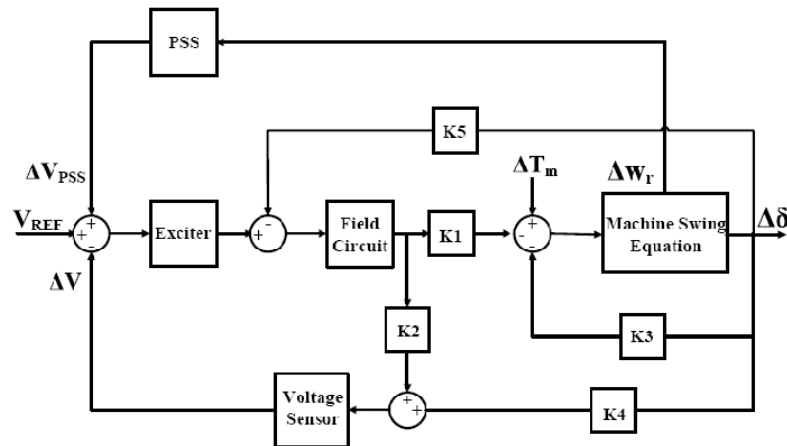 PSS
K5
ΔV_PSS
ΔT_m
Δw_r
V_REF
+
+
-
Exciter
+
-
Field
Circuit
K1
+
-
-
Machine Swing
Equation
Δδ
ΔV
K2
K3
Voltage
Sensor
+
+
K4